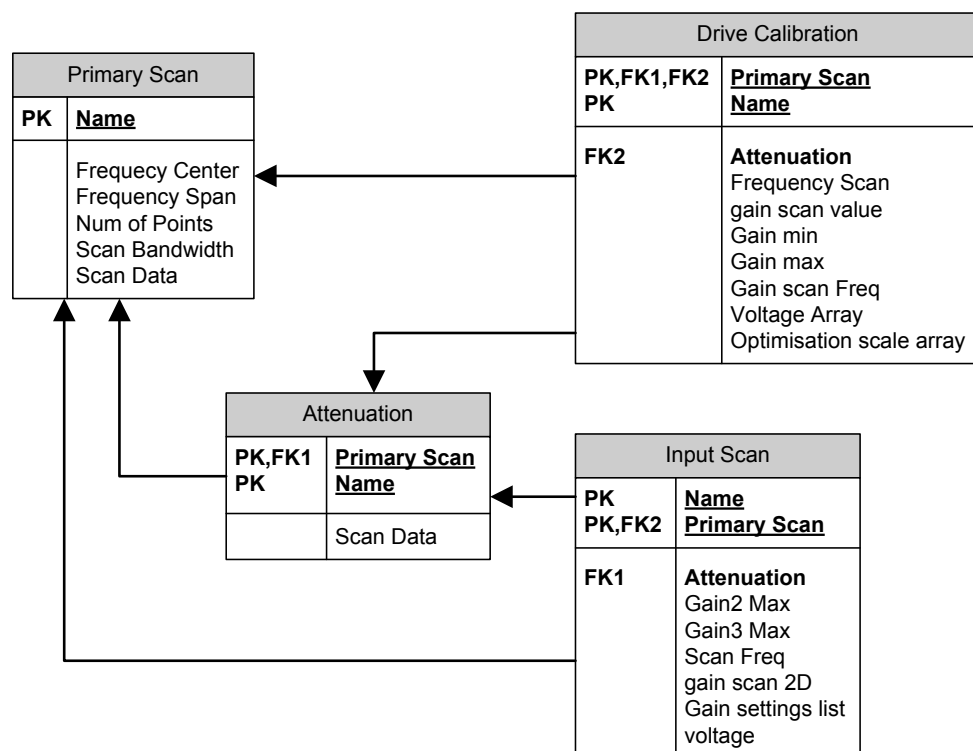 Primary Scan
PK Name
Frequecy Center
Frequency Span
Num of Points
Scan Bandwidth
Scan Data
Drive Calibration
PK,FK1,FK2 Primary Scan
PK Name
FK2 Attenuation
Frequency Scan
gain scan value
Gain min
Gain max
Gain scan Freq
Voltage Array
Optimisation scale array
Attenuation
PK,FK1 Primary Scan
PK Name
Scan Data
Input Scan
PK Name
PK,FK2 Primary Scan
FK1 Attenuation
Gain2 Max
Gain3 Max
Scan Freq
gain scan 2D
Gain settings list
voltage